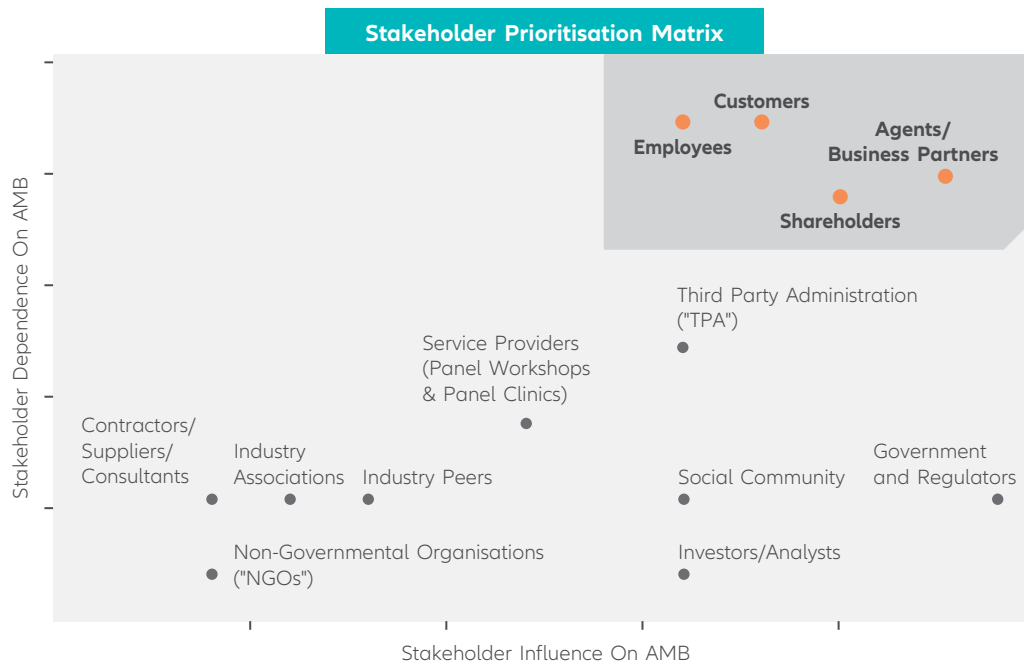 Stakeholder Prioritisation Matrix
Customers
Employees
Agents/
Business Partners
Shareholders
Third Party Administration
("TPA")
Service Providers
(Panel Workshops
& Panel Clinics)
Contractors/
Suppliers/
Consultants
Industry
Associations
Industry Peers
Social Community
Government
and Regulators
Non-Governmental Organisations
("NGOs")
Investors/Analysts
Stakeholder Dependence On AMB
Stakeholder Influence On AMB